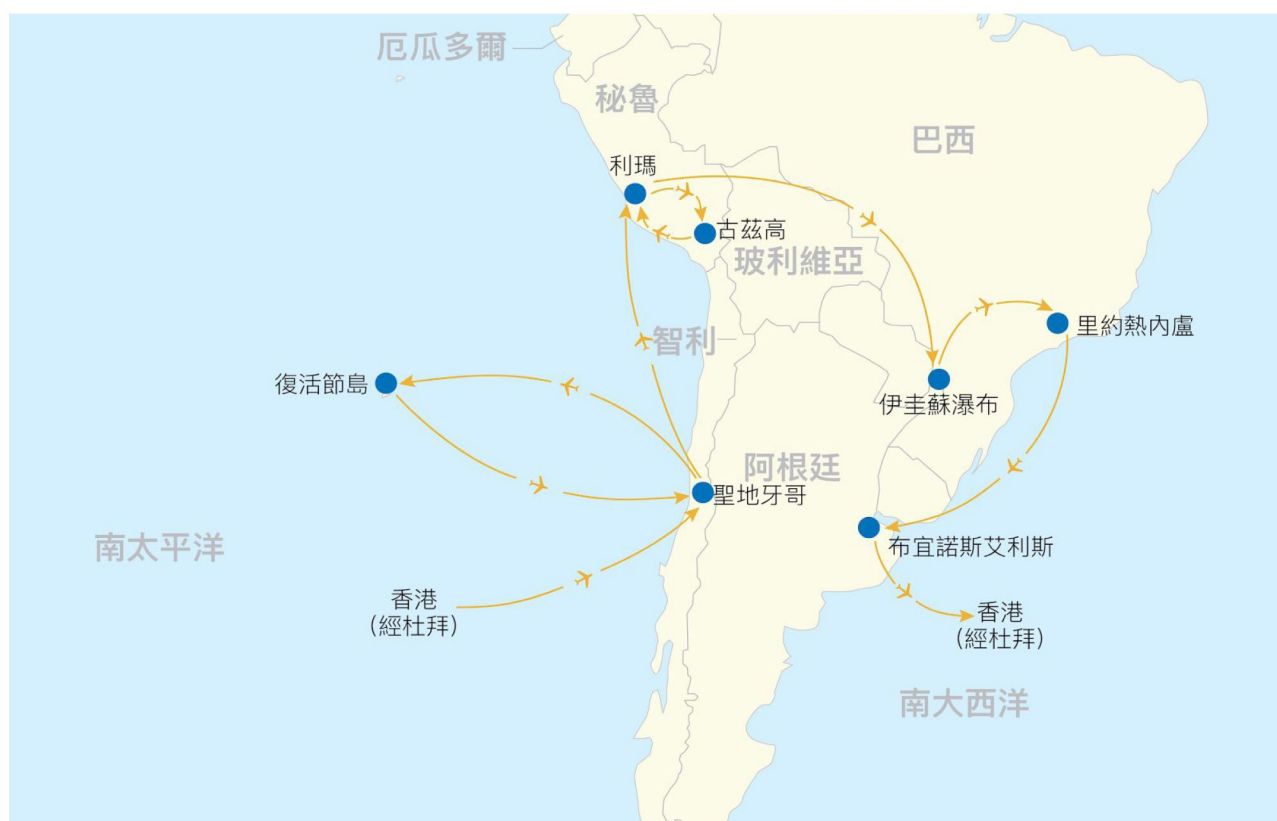 厄瓜多爾
秘魯
巴西
利瑪
古茲高
玻利維亞
里約熱內盧
智利
復活節島
伊圭蘇瀑布
阿根廷
聖地牙哥
南太平洋
布宜諾斯艾利斯
香港
（經杜拜）
香港
（經杜拜）
南大西洋